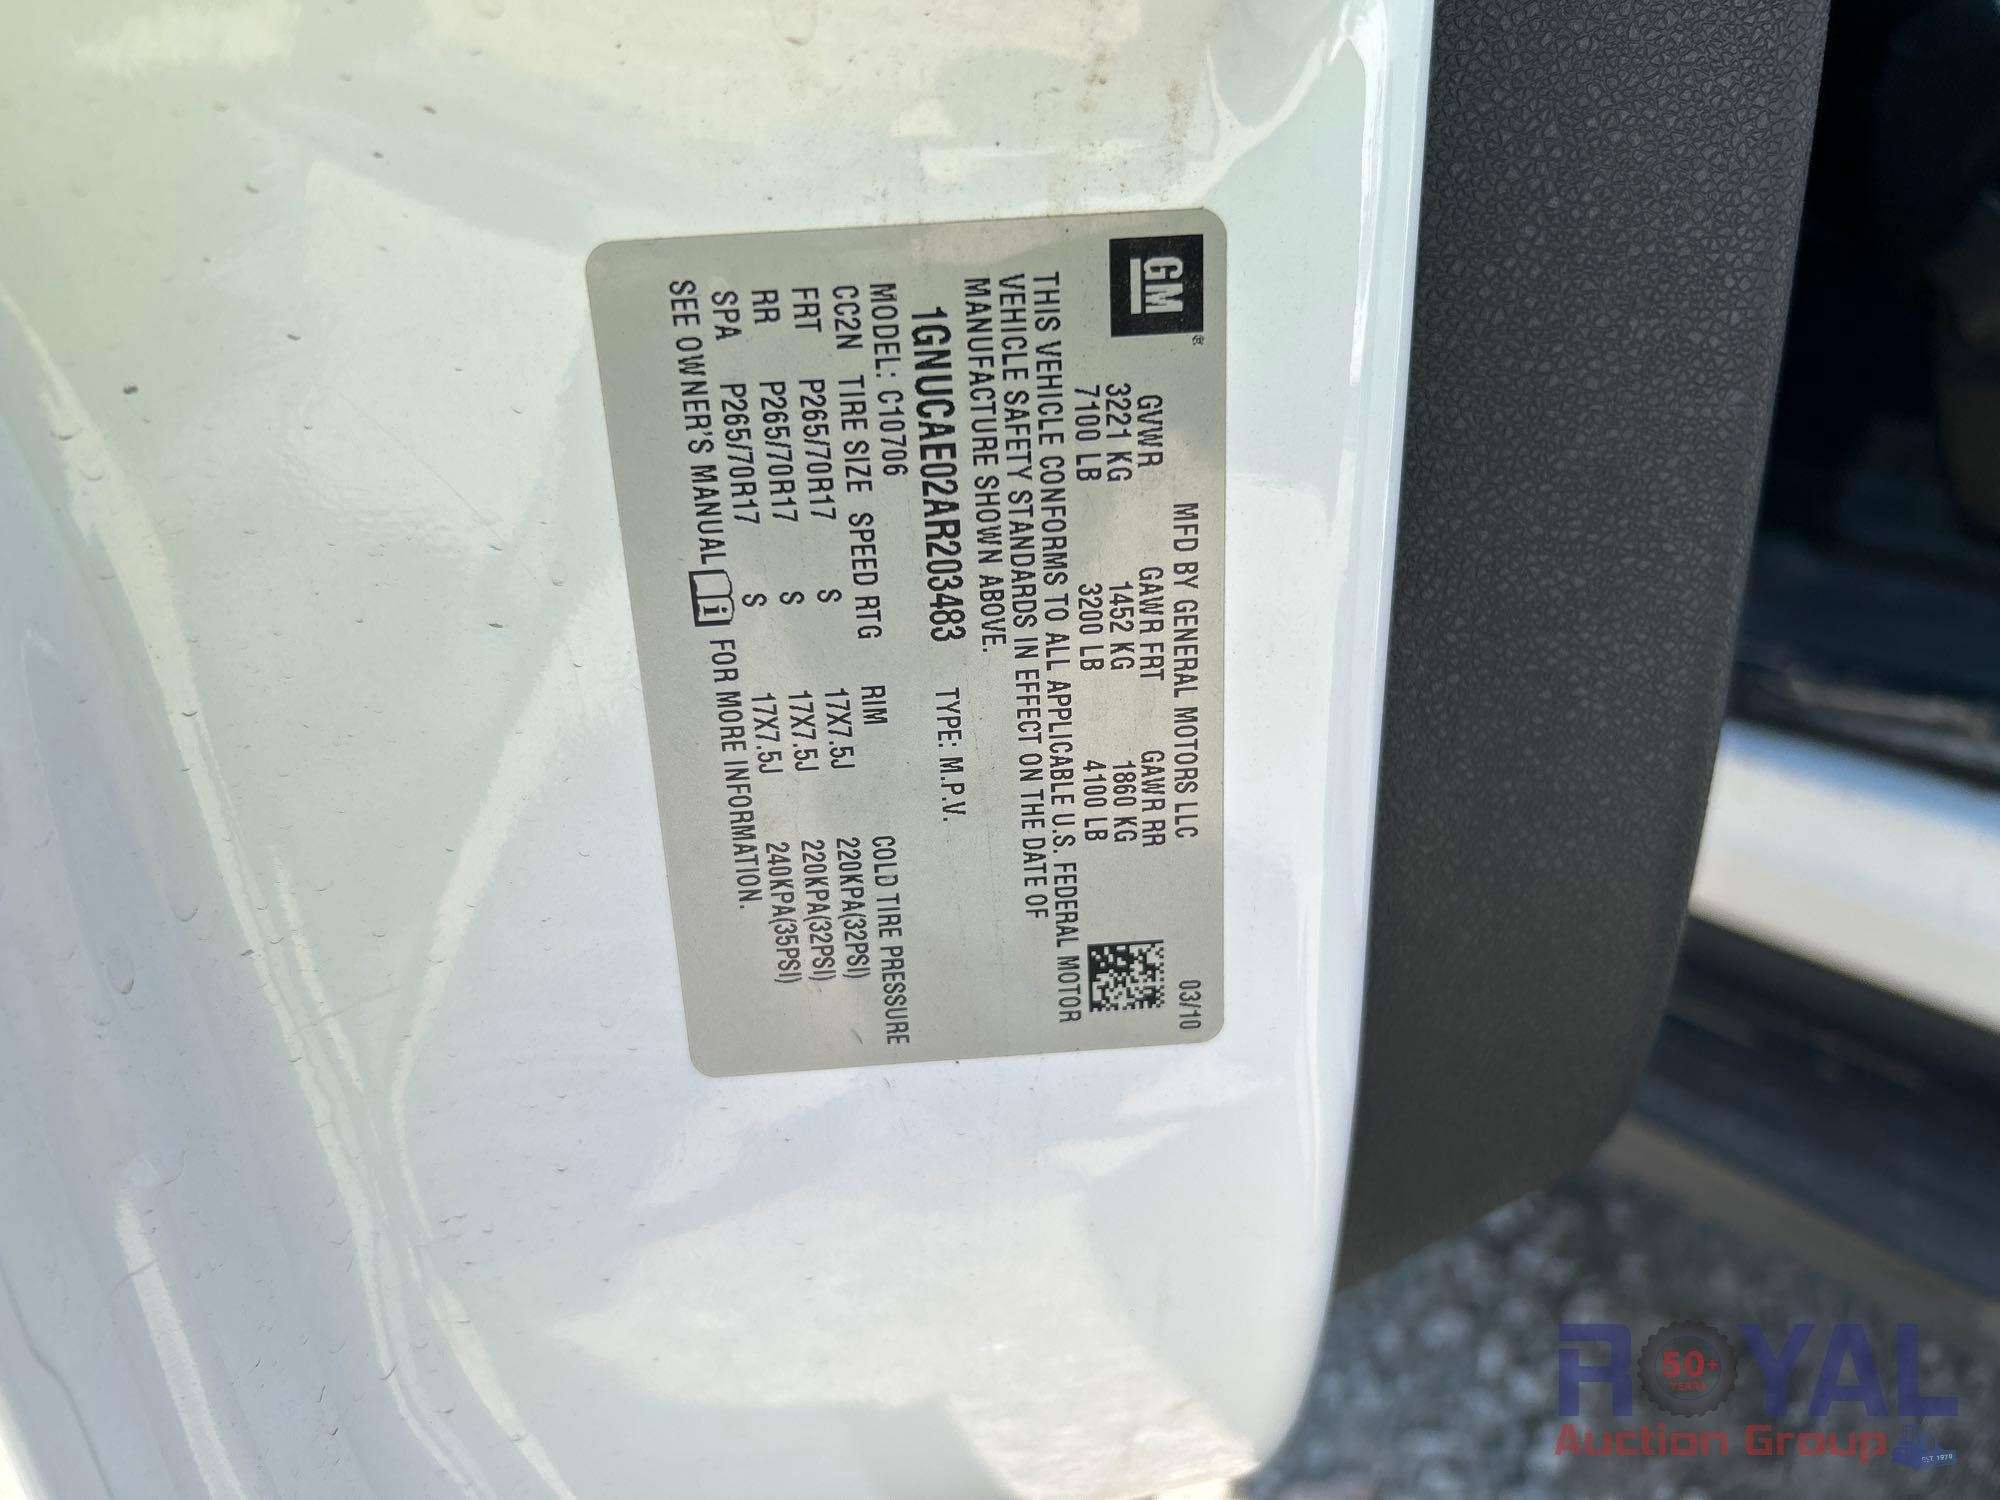 GM
MFD BY GENERAL MOTORS LLC 03/10
GVWR GAWR FRT GAWR RR
3221 KG 1452 KG 1860 KG
7100 LB 3200 LB 4100 LB
THIS VEHICLE CONFORMS TO ALL APPLICABLE U.S. FEDERAL MOTOR
VEHICLE SAFETY STANDARDS IN EFFECT ON THE DATE OF
MANUFACTURE SHOWN ABOVE.
1GNUCAE02AR203483 TYPE: M.P.V.
MODEL: C10706
CC2N TIRE SIZE SPEED RTG RIM COLD TIRE PRESSURE
FRT P265/70R17 S 17X7.5J 220KPA(32PSI)
RR P265/70R17 S 17X7.5J 220KPA(32PSI)
SPA P265/70R17 S 17X7.5J 240KPA(35PSI)
SEE OWNER'S MANUAL i FOR MORE INFORMATION.
ROYAL
50+
YEARS
Auction Group
EST. 1970